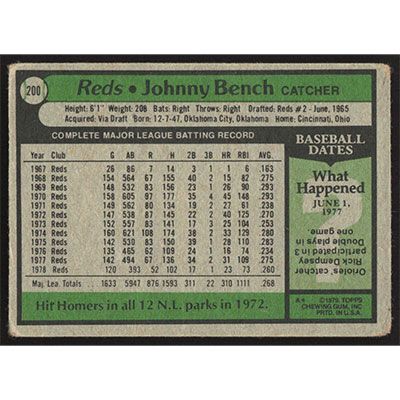 200
Reds • Johnny Bench CATCHER
Height: 6'1" Weight: 208 Bats: Right Throws: Right Drafted: Reds #2 - June, 1965
Acquired: Via Draft Born: 12-7-47, Oklahoma City, Oklahoma Home: Cincinnati, Ohio
COMPLETE MAJOR LEAGUE BATTING RECORD
Year Club G AB R H 2B 3B HR RBI AVG.
1967 Reds 26 86 7 14 3 1 1 6 .163
1968 Reds 154 564 67 155 40 2 15 82 .275
1969 Reds 148 532 83 156 23 1 26 90 .293
1970 Reds 158 605 97 177 35 4 45 148 .293
1971 Reds 149 562 80 134 19 2 27 61 .238
1972 Reds 147 538 87 145 22 2 40 125 .270
1973 Reds 152 557 83 141 17 3 25 104 .253
1974 Reds 160 621 108 174 38 2 33 129 .280
1975 Reds 142 530 83 150 39 1 28 110 .283
1976 Reds 135 465 62 109 24 1 16 74 .234
1977 Reds 142 494 67 136 34 2 31 109 .275
1978 Reds 120 393 52 102 17 1 23 73 .260
Maj. Lea. Totals 1633 5947 876 1593 311 22 310 1111 .268
BASEBALL
DATES
What
Happened
JUNE 1,
1977
?
Orioles, catcher
Rick Dempsey
participated in 3
Double plays in
one game.
Hit Homers in all 12 N.L. parks in 1972.
A* © 1979 TOPPS
CHEWING GUM, INC
PRTD. IN U.S.A.